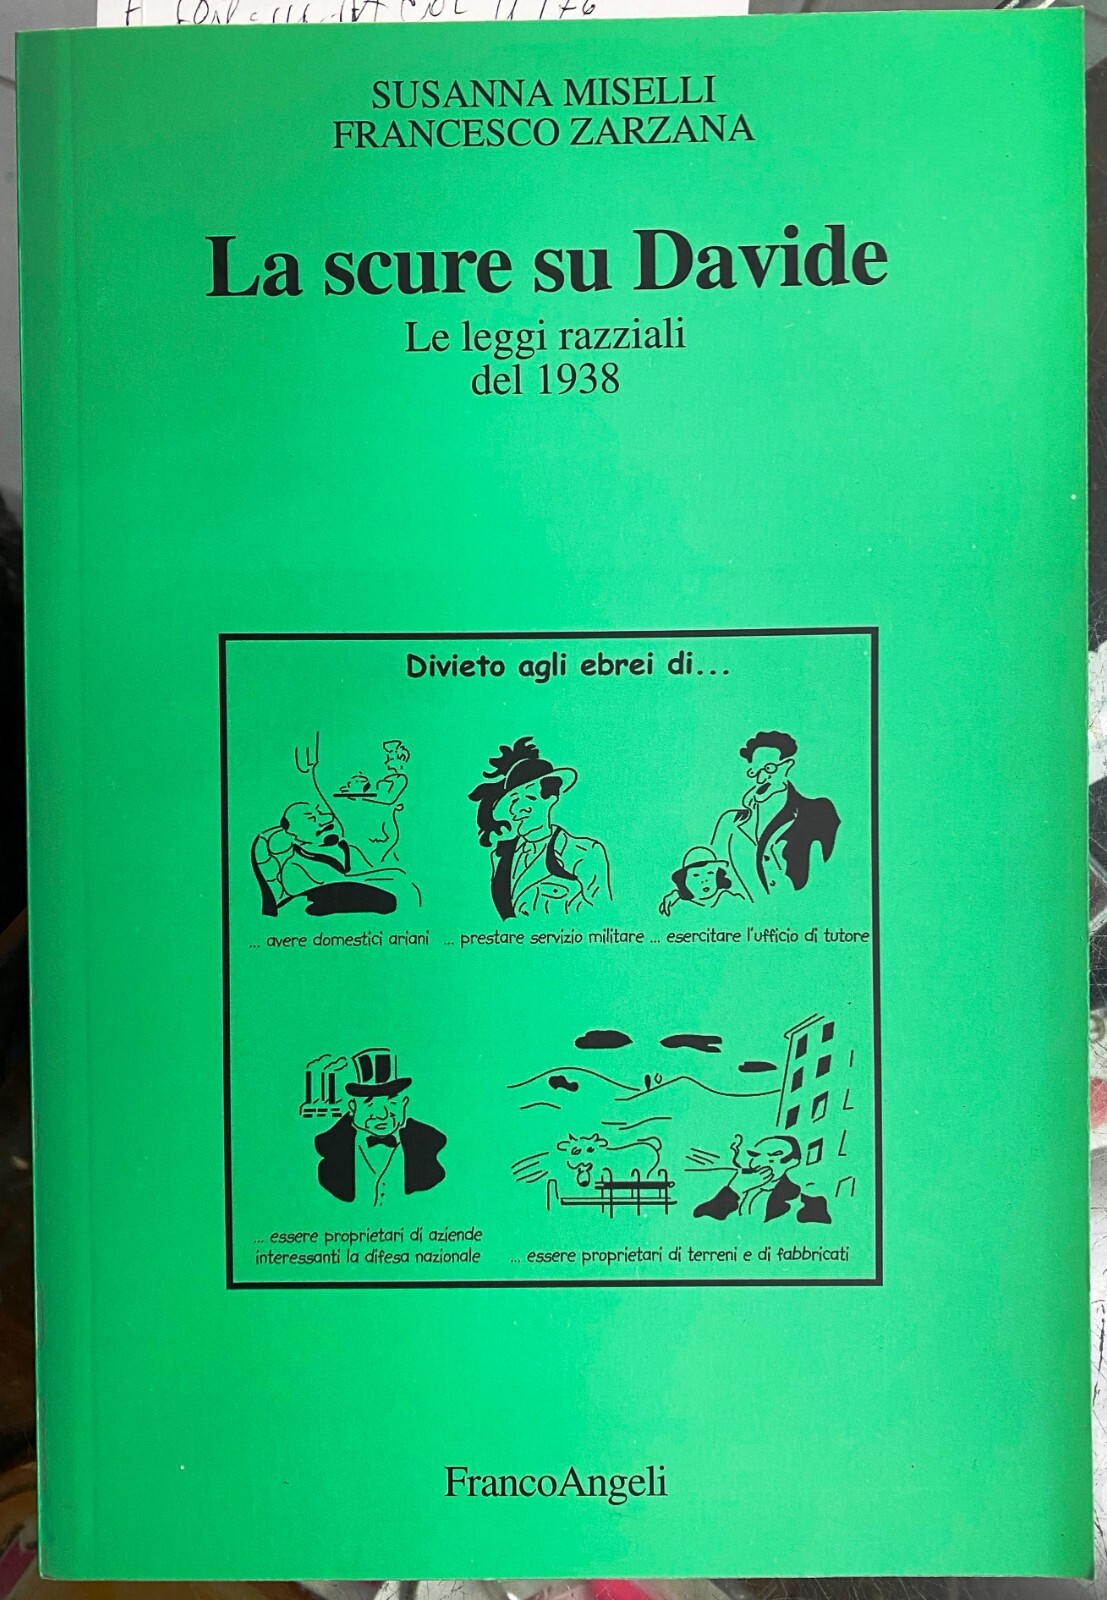 SUSANNA MISELLI
FRANCESCO ZARZANA
La scure su Davide
Le leggi razziali
del 1938
Divieto agli ebrei di...
... avere domestici ariani
... prestare servizio militare
... esercitare l'ufficio di tutore
... essere proprietari di aziende
interessanti la difesa nazionale
... essere proprietari di terreni e di fabbricati
FrancoAngeli